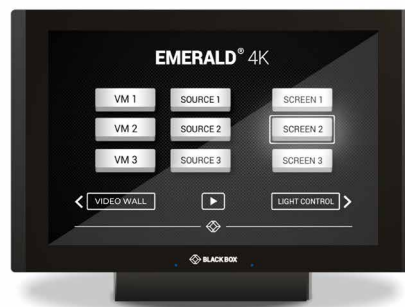 EMERALD® 4K
VM 1 SOURCE 1 SCREEN 1
VM 2 SOURCE 2 SCREEN 2
VM 3 SOURCE 3 SCREEN 3
VIDEO WALL LIGHT CONTROL
BLACK BOX